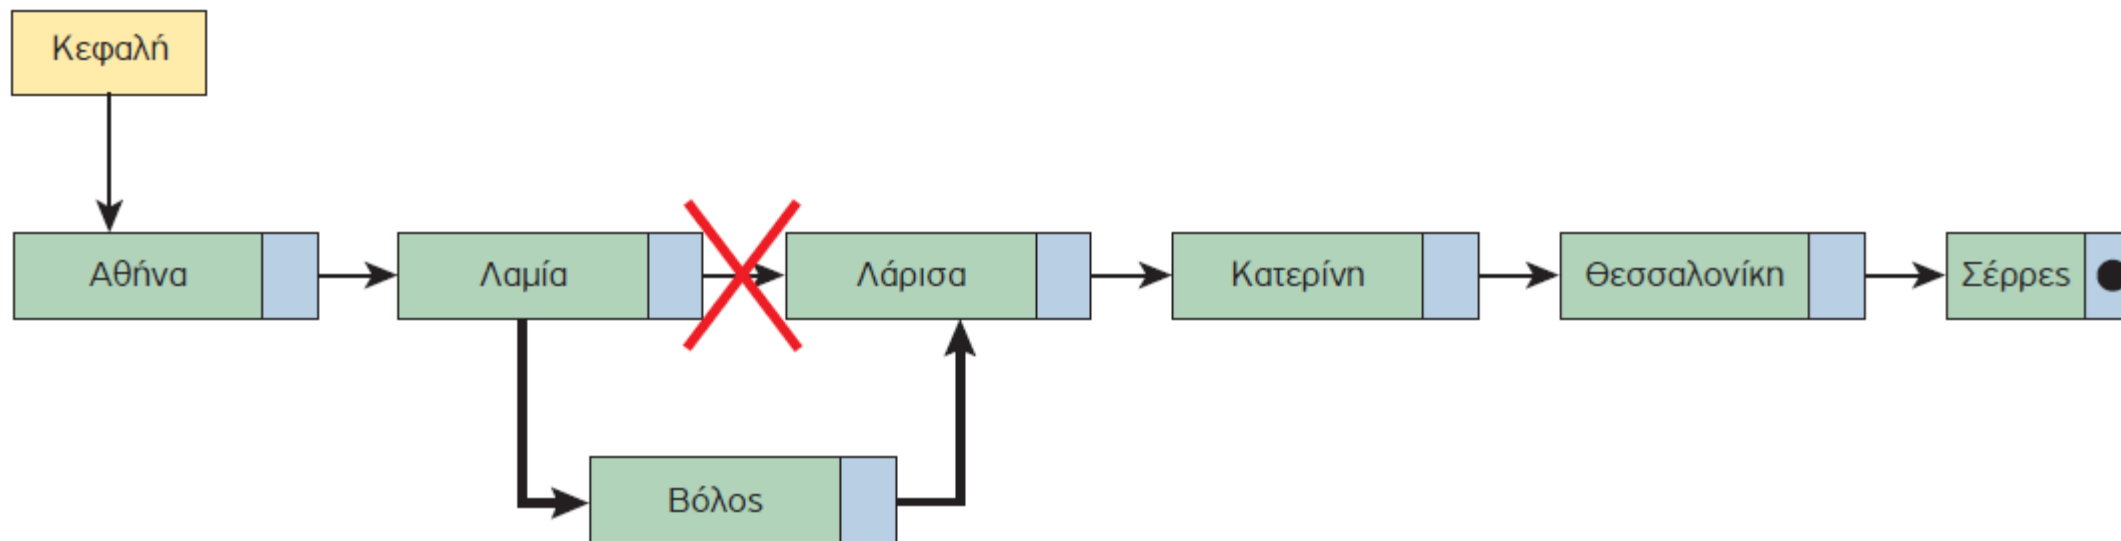 Κεφαλή
Αθήνα
Λαμία
Λάρισα
Κατερίνη
Θεσσαλονίκη
Σέρρες
Βόλος